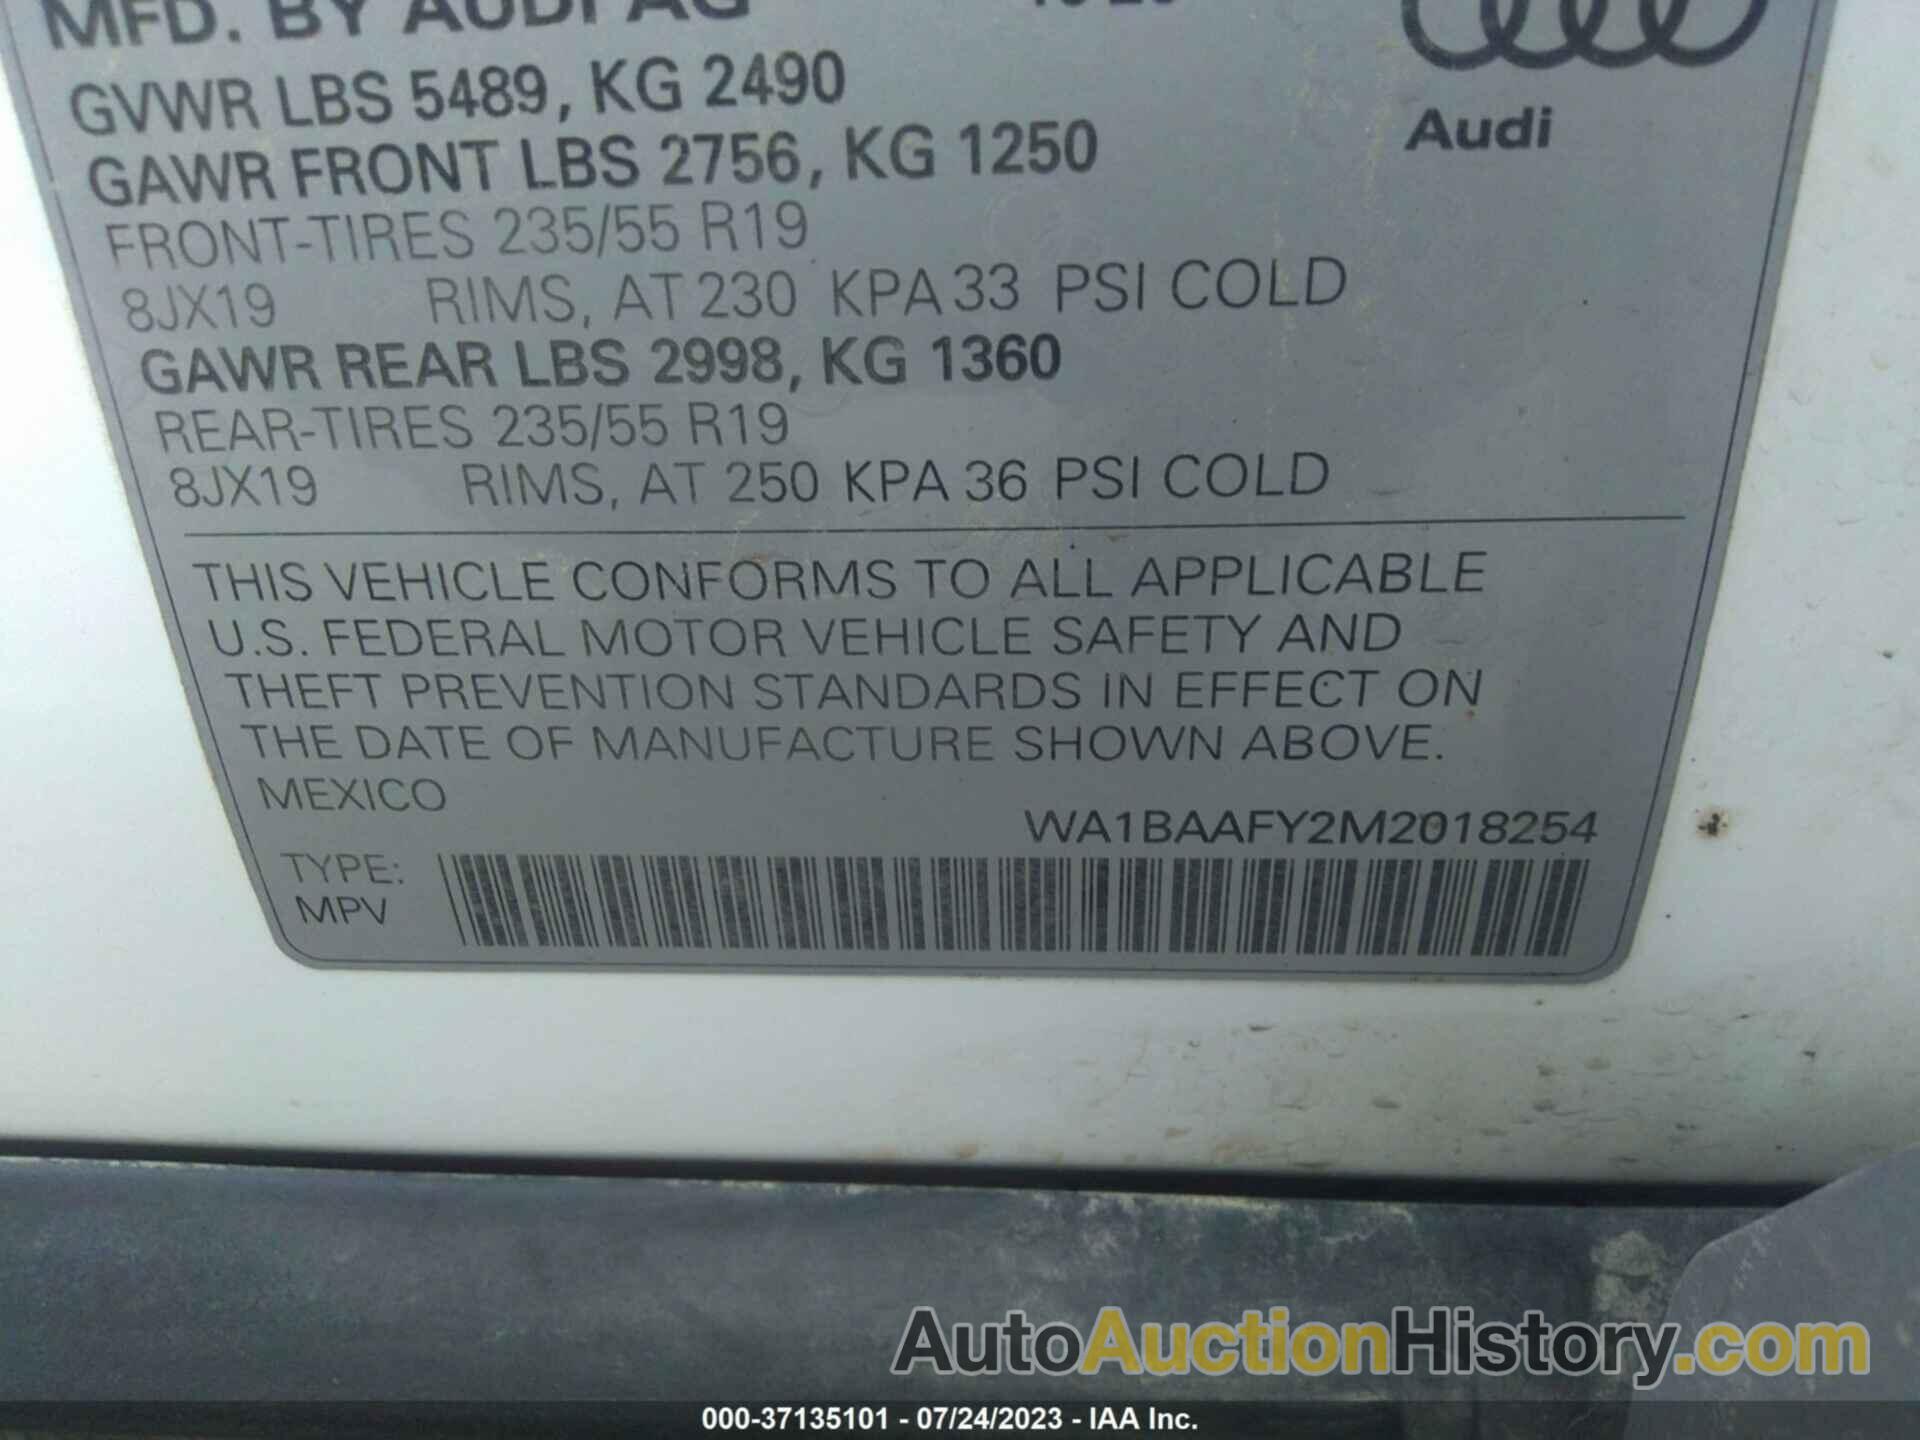 MFD. BY AUDI AG
GVWR LBS 5489, KG 2490
Audi
GAWR FRONT LBS 2756, KG 1250
FRONT-TIRES 235/55 R19
8JX19 RIMS, AT 230 KPA 33 PSI COLD
GAWR REAR LBS 2998, KG 1360
REAR-TIRES 235/55 R19
8JX19 RIMS, AT 250 KPA 36 PSI COLD
THIS VEHICLE CONFORMS TO ALL APPLICABLE
U.S. FEDERAL MOTOR VEHICLE SAFETY AND
THEFT PREVENTION STANDARDS IN EFFECT ON
THE DATE OF MANUFACTURE SHOWN ABOVE.
MEXICO
WA1BAAFY2M2018254
TYPE:
MPV
AutoAuctionHistory.com
000-37135101 - 07/24/2023 - IAA Inc.